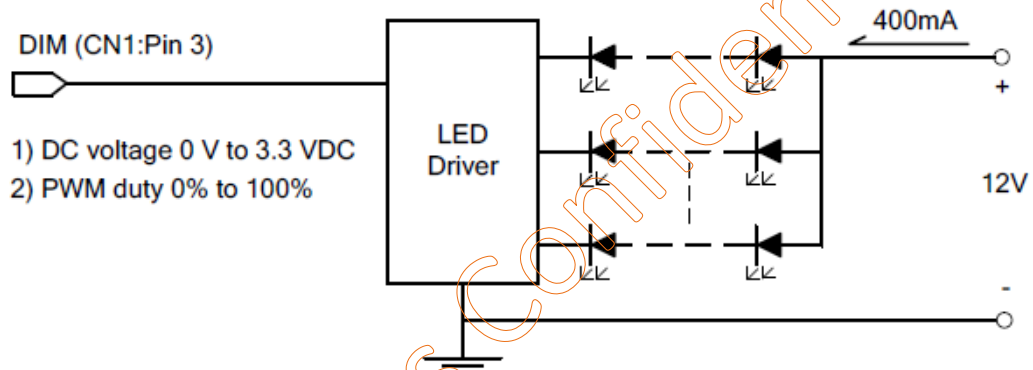 400mA
DIM (CN1:Pin 3)
+
1) DC voltage 0 V to 3.3 VDC
2) PWM duty 0% to 100%
LED
Driver
12V
-